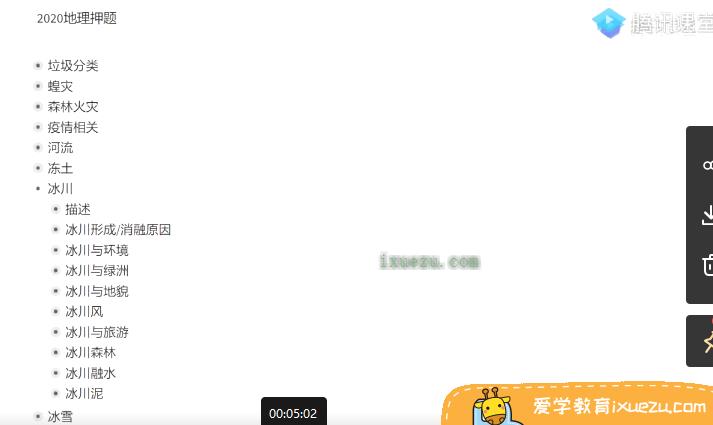 2020地理押题
腾讯课堂
垃圾分类
蝗灾
森林火灾
疫情相关
河流
冻土
冰川
描述
冰川形成/消融原因
冰川与环境
冰川与绿洲
冰川与地貌
冰川风
冰川与旅游
冰川森林
冰川融水
冰川泥
冰雪
ixuezu.com
00:05:02
爱学教育ixuezu.com